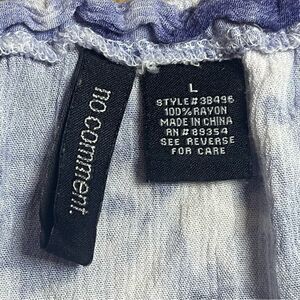 no comment.
L
STYLE#38496
100%RAYON
MADE IN CHINA
RN#89354
SEE REVERSE
FOR CARE